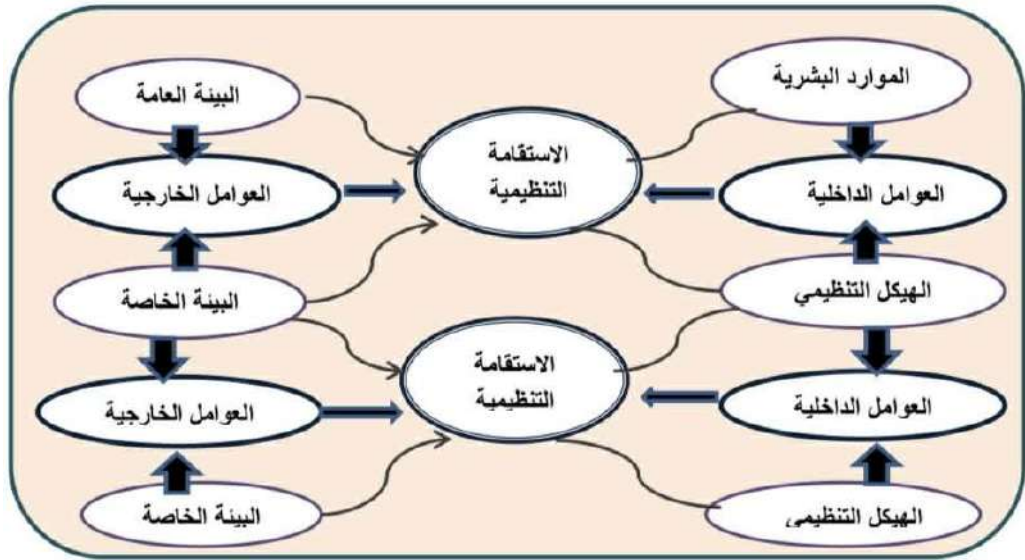 الموارد البشرية
البيئة العامة
الاستقامة
التنظيمية
العوامل الداخلية
العوامل الخارجية
الهيكل التنظيمي
البيئة الخاصة
الاستقامة
التنظيمية
العوامل الداخلية
العوامل الخارجية
الهيكل التنظيمي
البيئة الخاصة